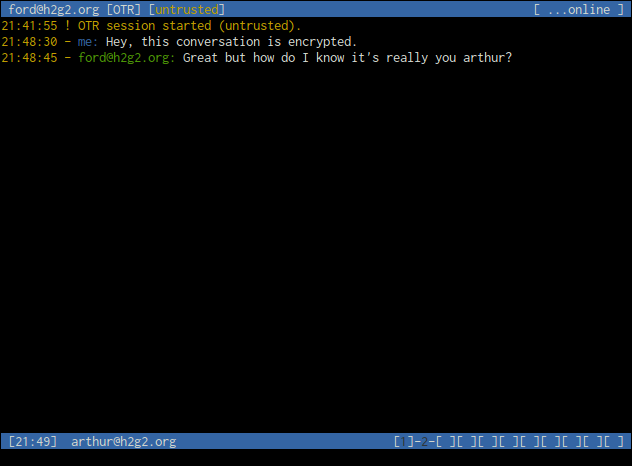 ford@h2g2.org [OTR] [untrusted] [ ...online ]
21:41:55 ! OTR session started (untrusted).
21:48:30 - me: Hey, this conversation is encrypted.
21:48:45 - ford@h2g2.org: Great but how do I know it's really you arthur?
[21:49] arthur@h2g2.org [1]-2-[ ][ ][ ][ ][ ][ ][ ][ ][ ]